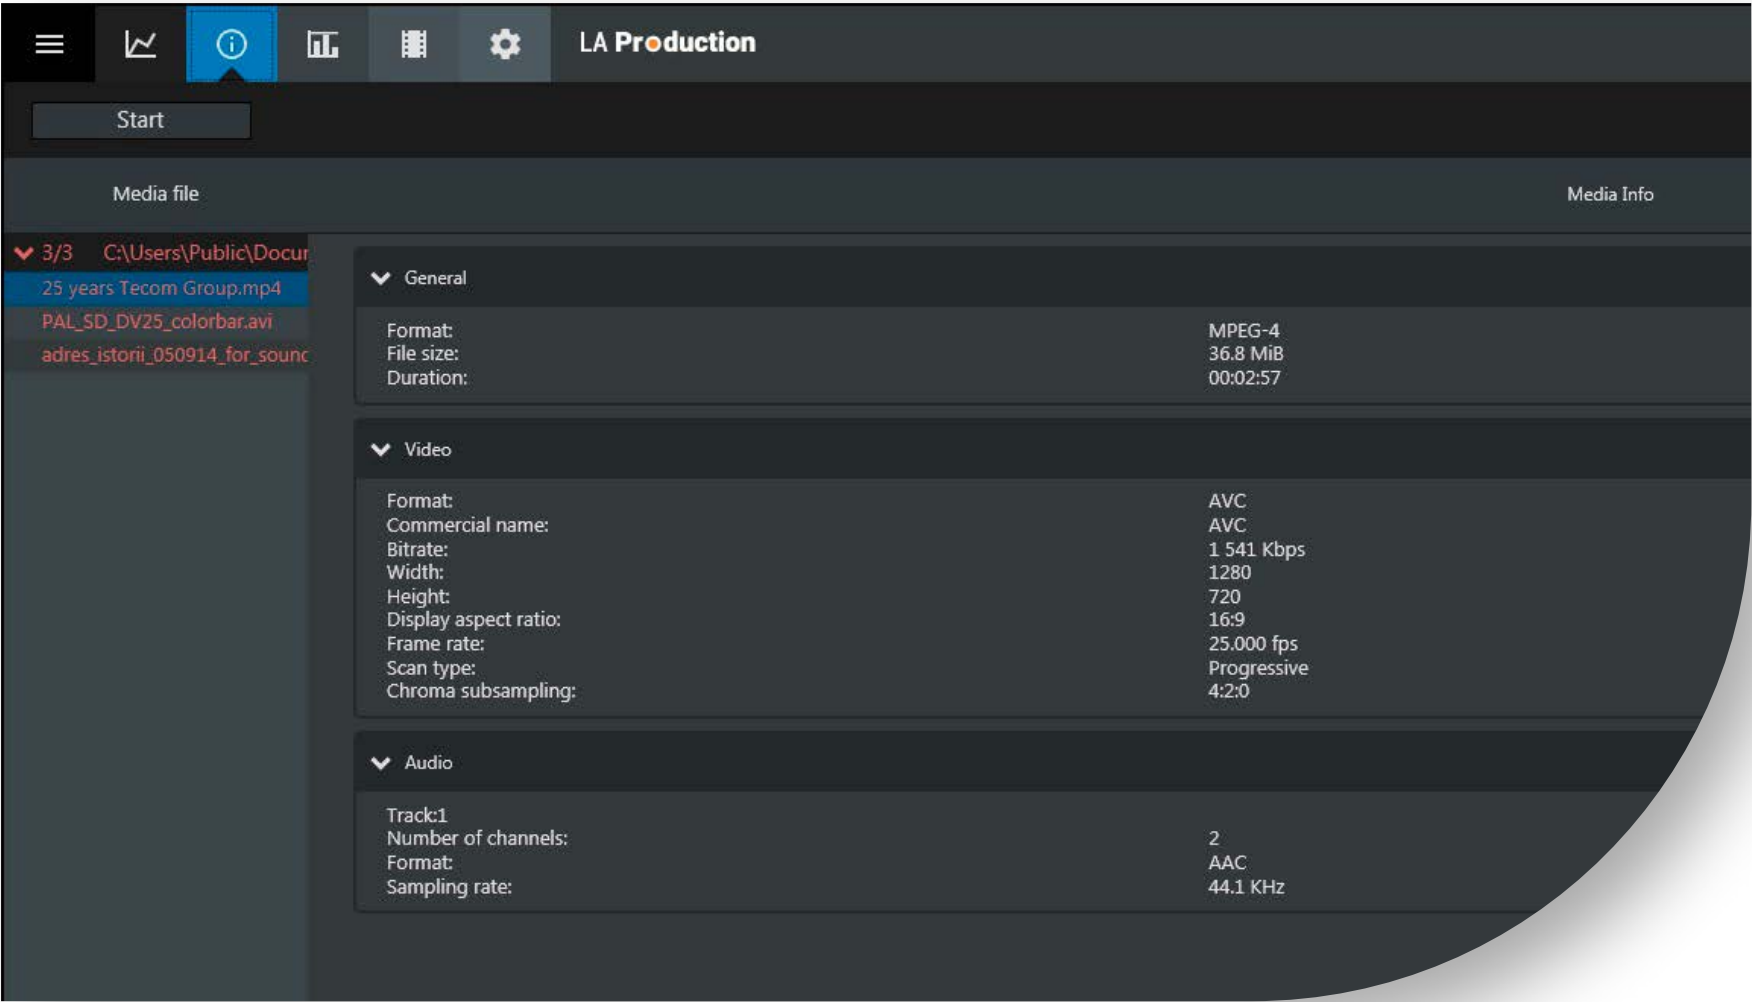 LA Production
Start
Media file
Media Info
3/3 C:\Users\Public\Docur
25 years Tecom Group.mp4
PAL_SD_DV25_colorbar.avi
adres_istorii_050914_for_sounc
General
Format: MPEG-4
File size: 36.8 MiB
Duration: 00:02:57
Video
Format: AVC
Commercial name: AVC
Bitrate: 1 541 Kbps
Width: 1280
Height: 720
Display aspect ratio: 16:9
Frame rate: 25.000 fps
Scan type: Progressive
Chroma subsampling: 4:2:0
Audio
Track:1
Number of channels: 2
Format: AAC
Sampling rate: 44.1 KHz